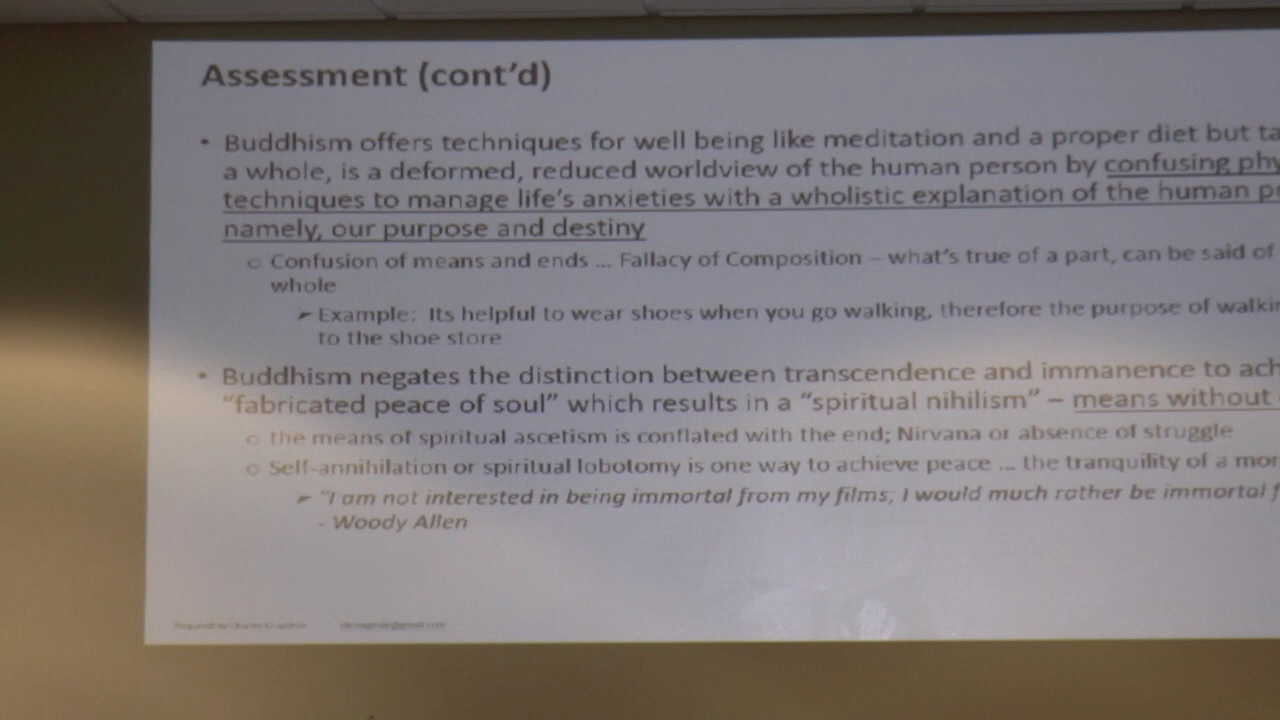 Assessment (cont'd)
• Buddhism offers techniques for well being like meditation and a proper diet but ta
a whole, is a deformed, reduced worldview of the human person by confusing phy
techniques to manage life's anxieties with a wholistic explanation of the human p
namely, our purpose and destiny
o Confusion of means and ends ... Fallacy of Composition – what's true of a part, can be said of
whole
➢ Example: Its helpful to wear shoes when you go walking, therefore the purpose of walki
to the shoe store
• Buddhism negates the distinction between transcendence and immanence to ach
"fabricated peace of soul" which results in a "spiritual nihilism" – means without
o the means of spiritual ascetism is conflated with the end; Nirvana or absence of struggle
o Self-annihilation or spiritual lobotomy is one way to achieve peace ... the tranquility of a mor
➢ "I am not interested in being immortal from my films; I would much rather be immortal f
- Woody Allen
Prepared by Charles